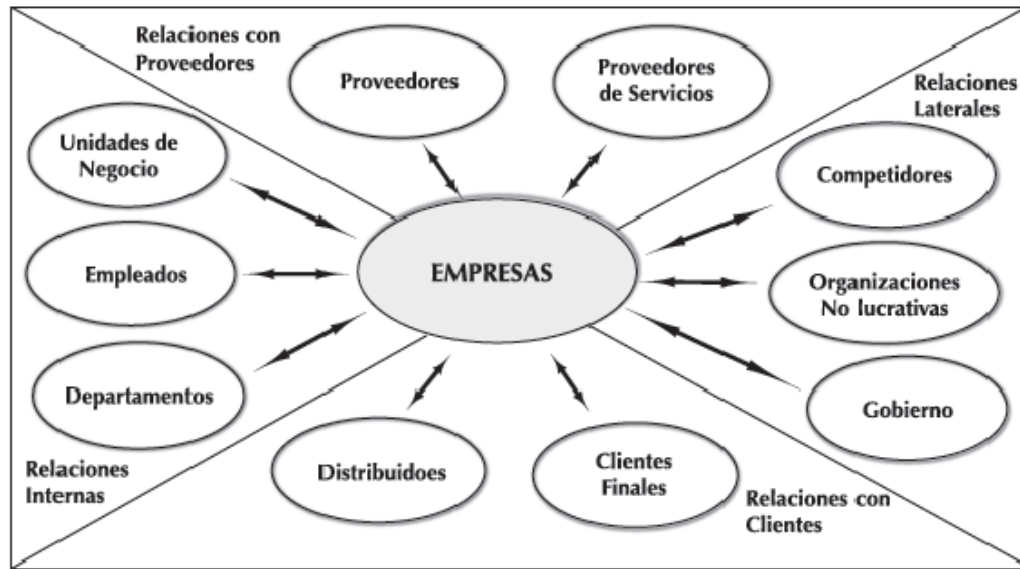 Relaciones con
Proveedores
Proveedores
Proveedores
de Servicios
Relaciones
Laterales
Unidades de
Negocio
Competidores
Empleados
EMPRESAS
Organizaciones
No lucrativas
Departamentos
Gobierno
Relaciones
Internas
Distribuidoes
Clientes
Finales
Relaciones con
Clientes